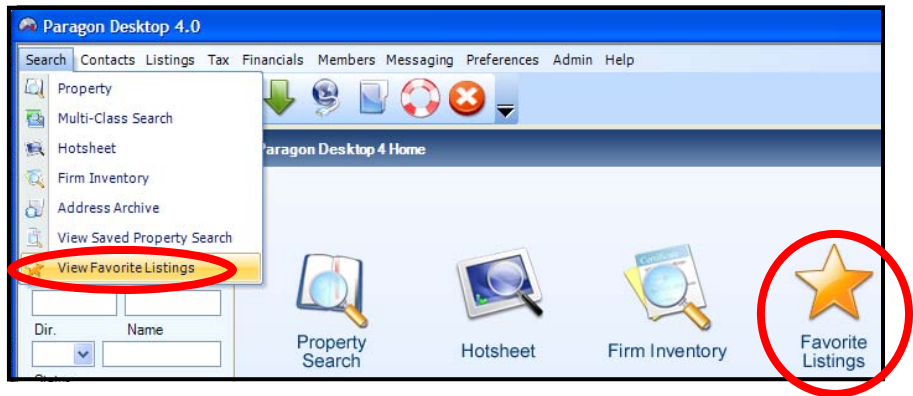 Paragon Desktop 4.0
Search Contacts Listings Tax Financials Members Messaging Preferences Admin Help
Property
Multi-Class Search
Hotsheet
Firm Inventory
Address Archive
View Saved Property Search
View Favorite Listings
Paragon Desktop 4 Home
Dir. Name
Property
Search
Hotsheet
Firm Inventory
Favorite
Listings